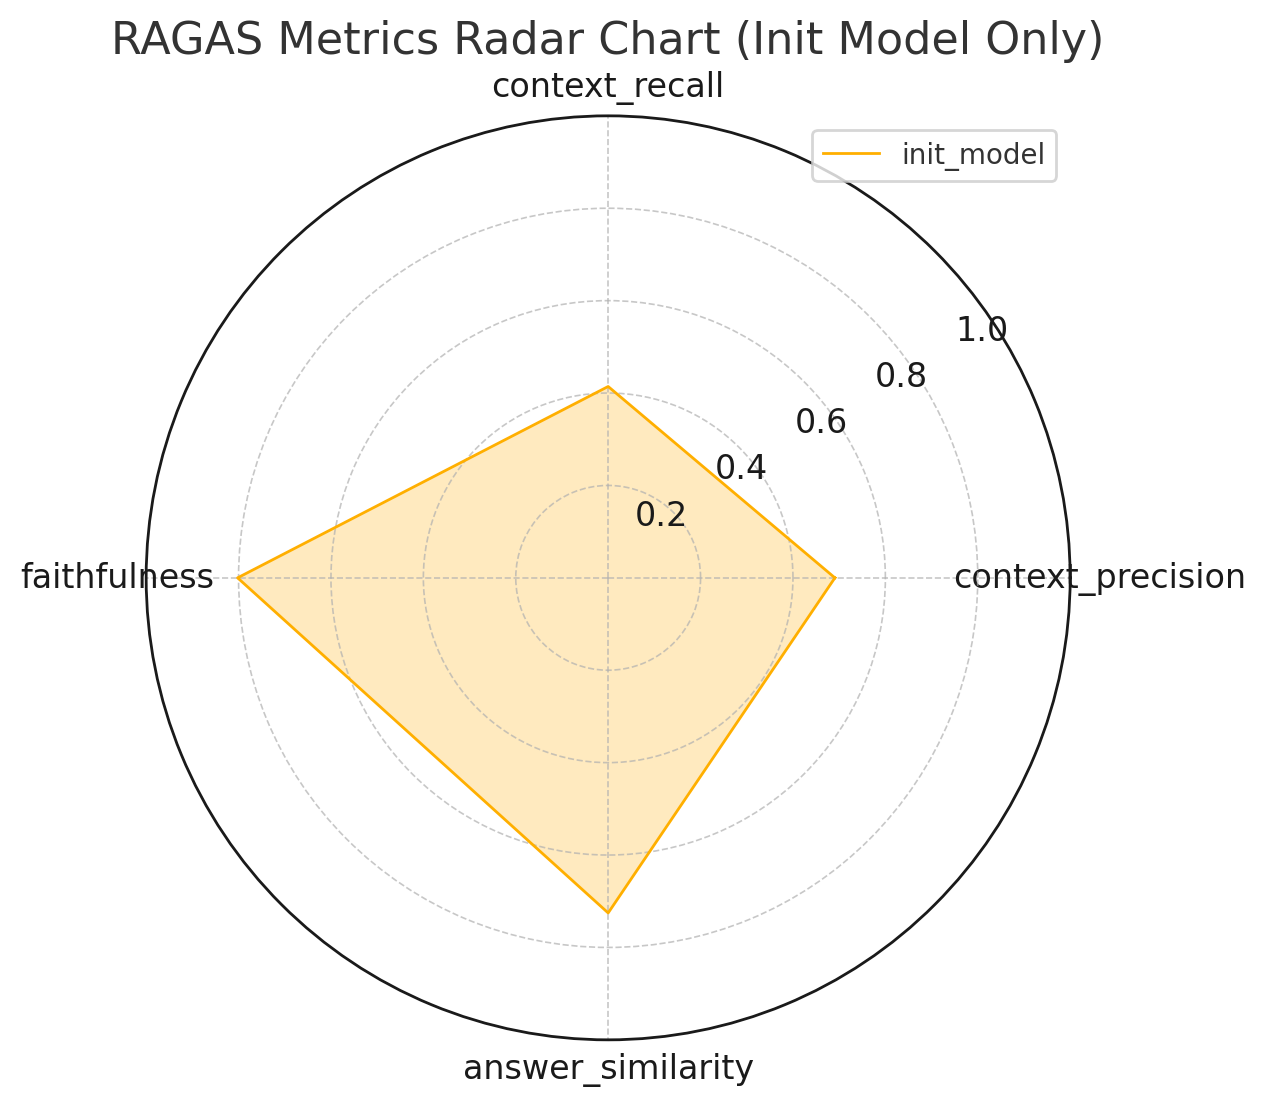 RAGAS Metrics Radar Chart (Init Model Only)
context_recall
init_model
1.0
0.8
0.6
0.4
0.2
faithfulness
context_precision
answer_similarity